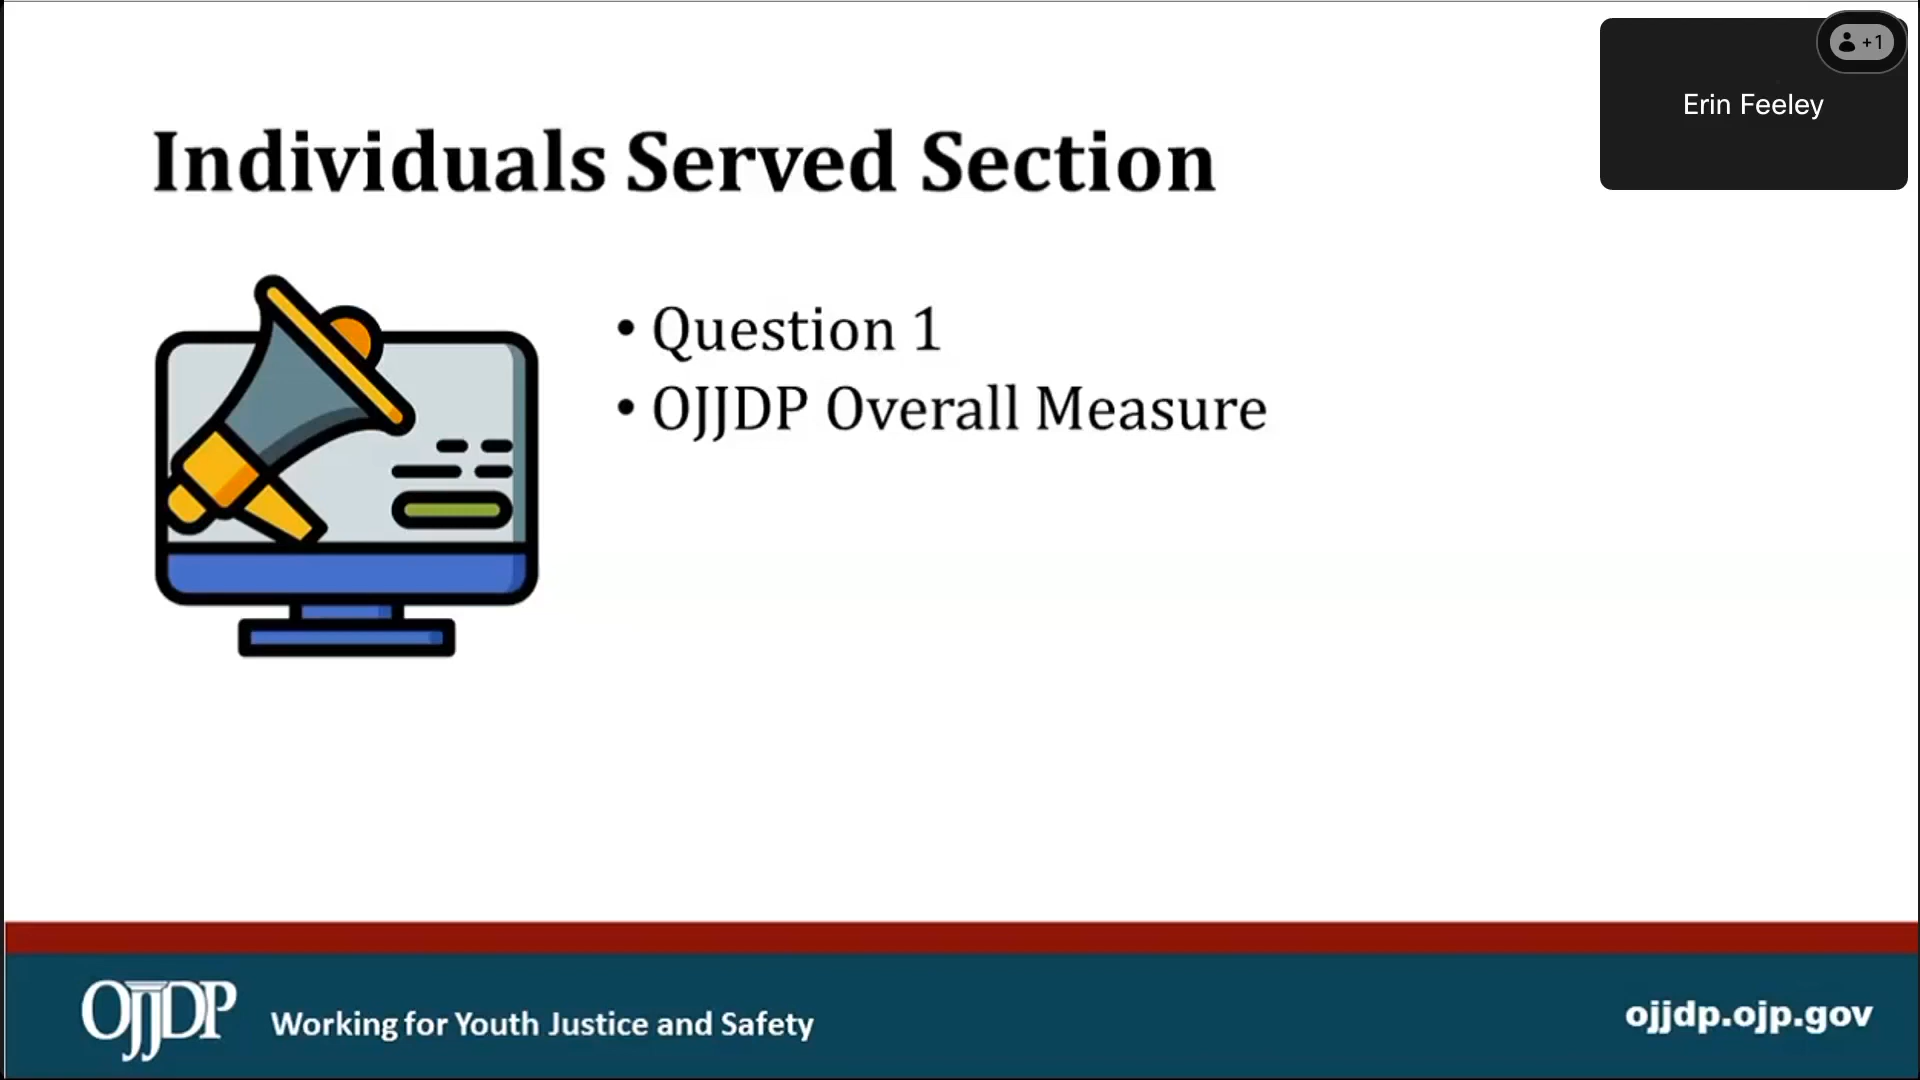 +1
Erin Feeley
Individuals Served Section
• Question 1
• OJJDP Overall Measure
OJJDP
Working for Youth Justice and Safety
ojjdp.ojp.gov